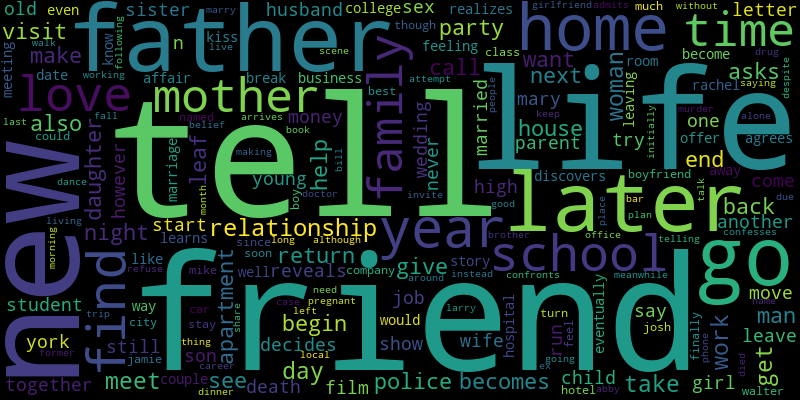 old even sister husband college sex realizes marry girlfriend admits much without
visit father kiss live party though home time letter
meeting make know n feeling want call asks become walk following
date affair break business class next scene woman room drug despite
love mother best attempt married rachel leaving saying
tell life people mary working
last also fall named money wedding house one murder
could daughter belief arrives book help parent try offer agrees alone initially
new however marriage leaf making bill never keep end
dance young doctor family discovers boyfriend away come
boy month invite high later talk due
living night start relationship year good brother place bar plan back another
morning learns since long although school office telling confesses
like soon return company give story go
find refuse mike well reveals around instead confronts meanwhile
student trip apartment car case need pregnant job hospital move name
way city stay share left begin would say eventually turn man
york still thing decides show wife larry run feel josh work finally leave phone
former son local day
together jamie couple see career death film police becomes ex going child take girl get died
meet dinner hotel abby walter
friend